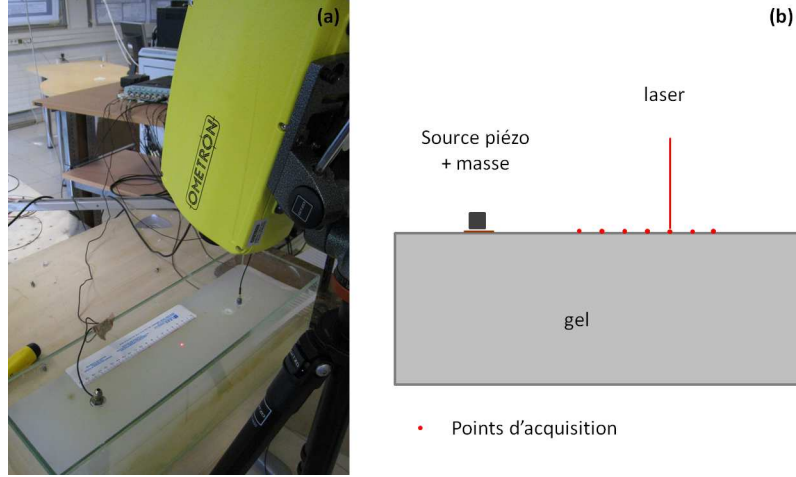 (a)
OMETRON
(b)
laser
Source piézo
+ masse
gel
Points d'acquisition